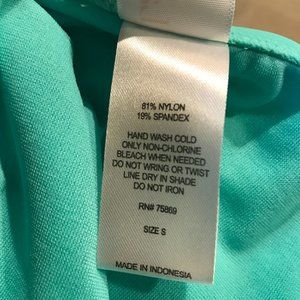 81% NYLON
19% SPANDEX
HAND WASH COLD
ONLY NON-CHLORINE
BLEACH WHEN NEEDED
DO NOT WRING OR TWIST
LINE DRY IN SHADE
DO NOT IRON
RN# 75869
SIZE S
MADE IN INDONESIA